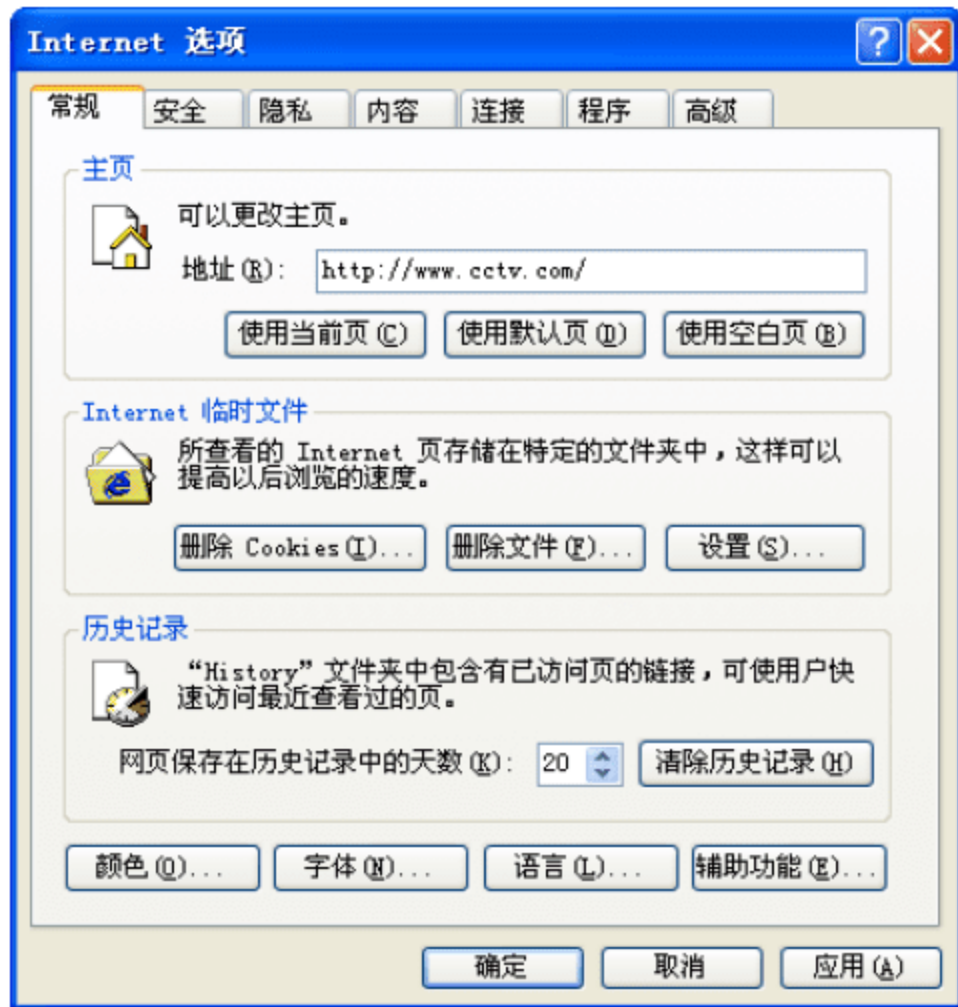 Internet 选项
常规 安全 隐私 内容 连接 程序 高级
主页
可以更改主页。
地址(R): http://www.cctv.com/
使用当前页(C) 使用默认页(D) 使用空白页(B)
Internet 临时文件
所查看的 Internet 页存储在特定的文件夹中，这样可以
提高以后浏览的速度。
删除 Cookies(I)... 删除文件(F)... 设置(S)...
历史记录
“History”文件夹中包含有已访问页的链接，可使用户快
速访问最近查看过的页。
网页保存在历史记录中的天数(K): 20 清除历史记录(H)
颜色(O)... 字体(N)... 语言(L)... 辅助功能(E)...
确定 取消 应用(A)